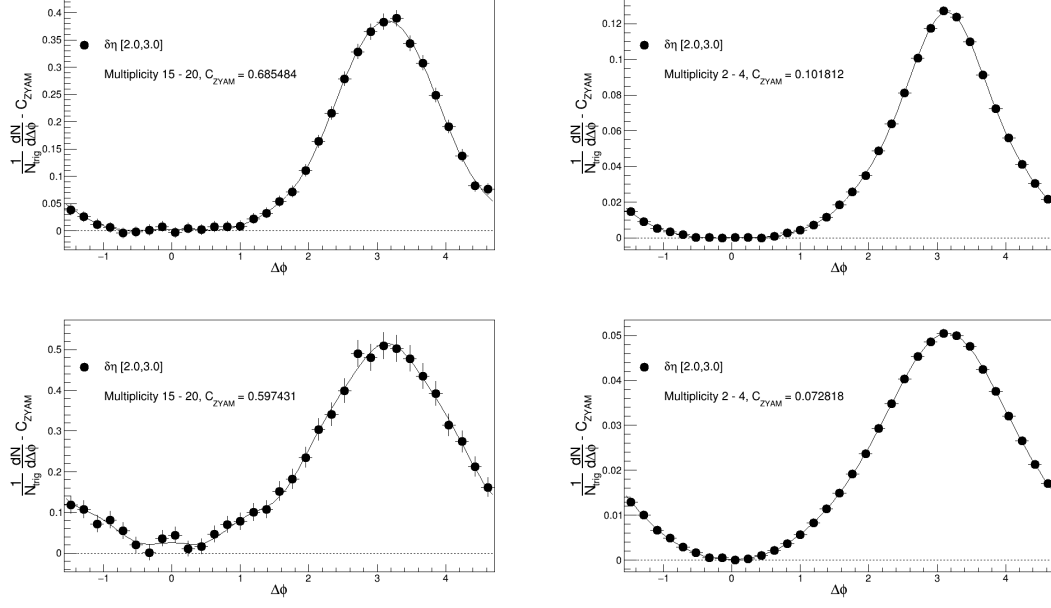 0.4
0.35
0.3
0.25
0.2
0.15
0.1
0.05
0
1/N_trig dN/dΔϕ - C_ZYAM
δη [2.0,3.0]
Multiplicity 15 - 20, C_ZYAM = 0.685484
−1 0 1 2 3 4
Δϕ
0.12
0.1
0.08
0.06
0.04
0.02
0
1/N_trig dN/dΔϕ - C_ZYAM
δη [2.0,3.0]
Multiplicity 2 - 4, C_ZYAM = 0.101812
−1 0 1 2 3 4
Δϕ
0.5
0.4
0.3
0.2
0.1
0
1/N_trig dN/dΔϕ - C_ZYAM
δη [2.0,3.0]
Multiplicity 15 - 20, C_ZYAM = 0.597431
−1 0 1 2 3 4
Δϕ
0.05
0.04
0.03
0.02
0.01
0
1/N_trig dN/dΔϕ - C_ZYAM
δη [2.0,3.0]
Multiplicity 2 - 4, C_ZYAM = 0.072818
−1 0 1 2 3 4
Δϕ